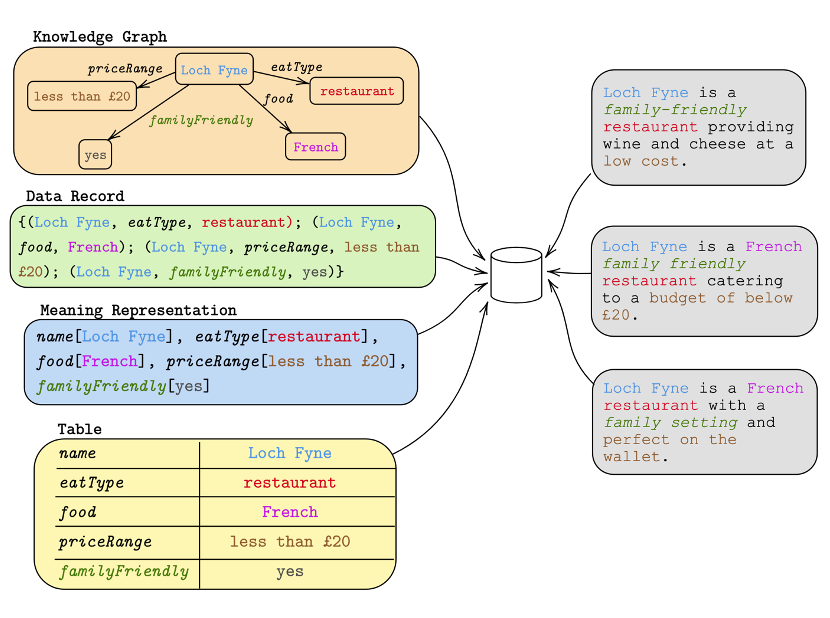 Knowledge Graph
priceRange
Loch Fyne
eatType
less than £20
restaurant
food
familyFriendly
yes
French
Data Record
{(Loch Fyne, eatType, restaurant); (Loch Fyne,
food, French); (Loch Fyne, priceRange, less than
£20); (Loch Fyne, familyFriendly, yes)}
Meaning Representation
name[Loch Fyne], eatType[restaurant],
food[French], priceRange[less than £20],
familyFriendly[yes]
Table
name Loch Fyne
eatType restaurant
food French
priceRange less than £20
familyFriendly yes
Loch Fyne is a
family-friendly
restaurant providing
wine and cheese at a
low cost.
Loch Fyne is a French
family friendly
restaurant catering
to a budget of below
£20.
Loch Fyne is a French
restaurant with a
family setting and
perfect on the
wallet.